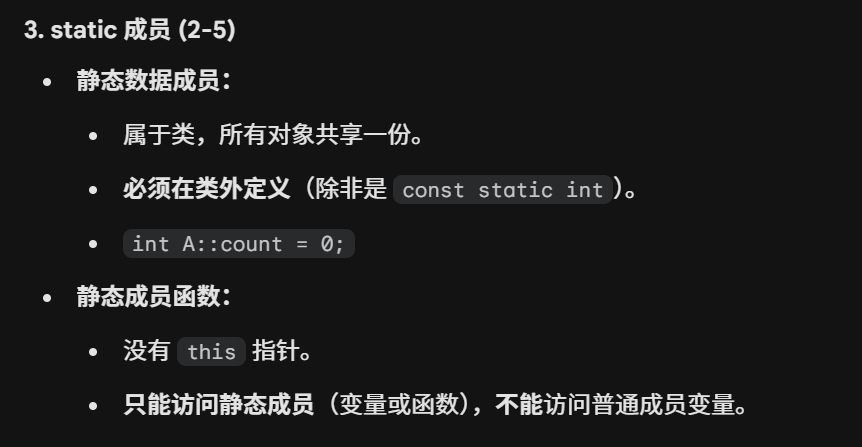 3. static 成员 (2-5)
静态数据成员：
属于类，所有对象共享一份。
必须在类外定义（除非是 const static int）。
int A::count = 0;
静态成员函数：
没有 this 指针。
只能访问静态成员（变量或函数），不能访问普通成员变量。